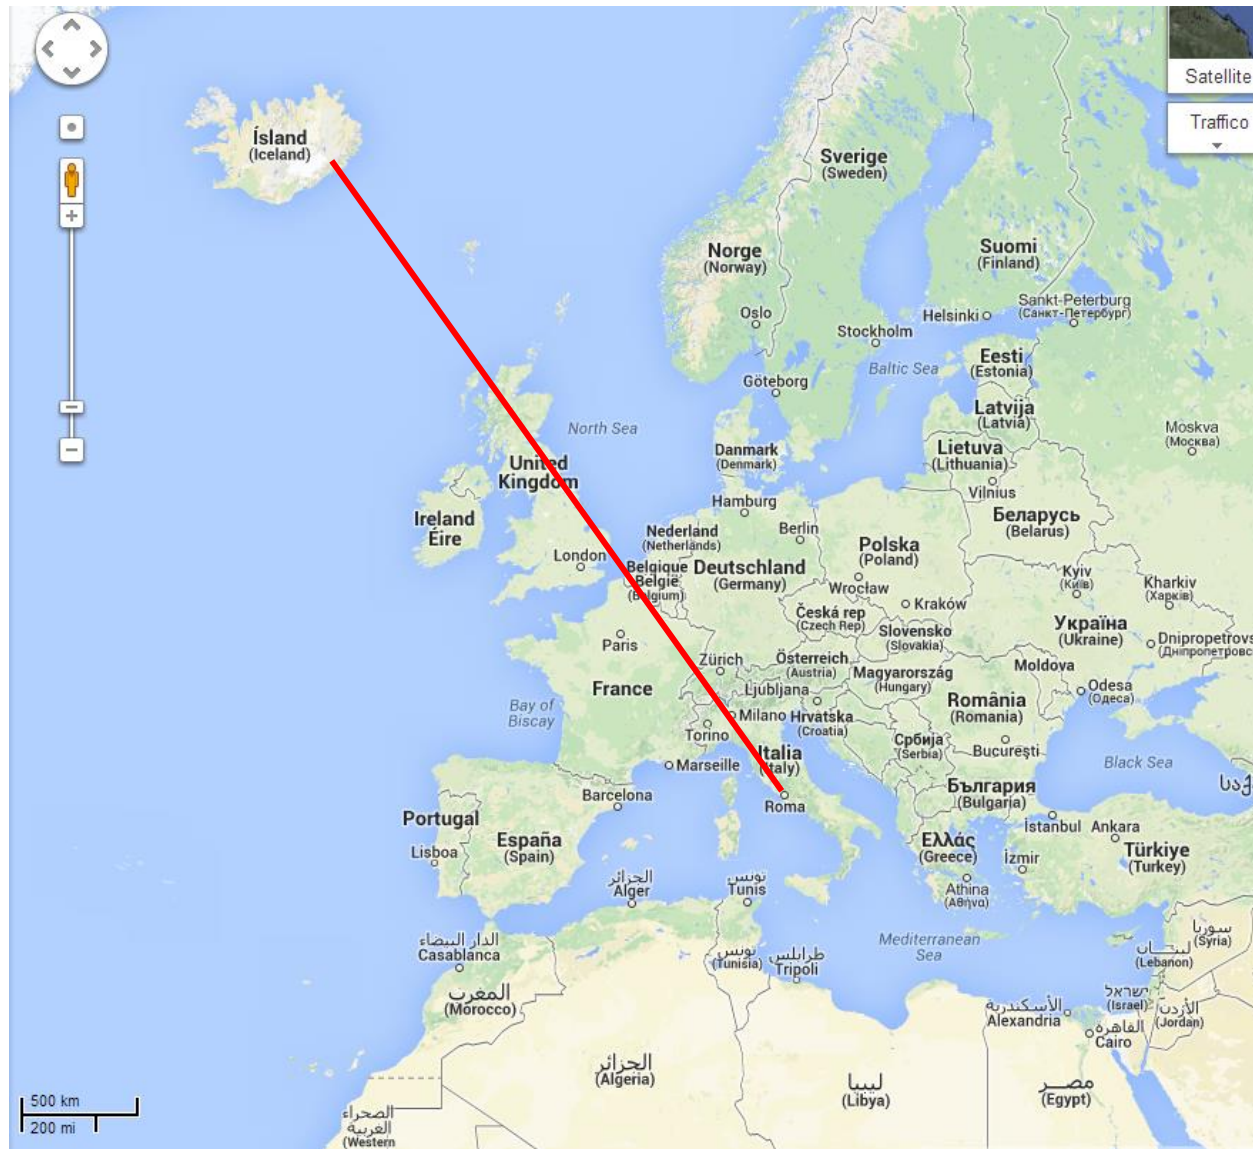 Satellite
Traffico
Ísland
(Iceland)
Sverige
(Sweden)
Norge
(Norway)
Suomi
(Finland)
Oslo
Helsinki
Sankt-Peterburg
(Санкт-Петербург)
Stockholm
Baltic Sea
Eesti
(Estonia)
Göteborg
Latvija
(Latvia)
North Sea
Moskva
(Москва)
Danmark
(Denmark)
Lietuva
(Lithuania)
United
Kingdom
Vilnius
Hamburg
Беларусь
(Belarus)
Ireland
Éire
Nederland
(Netherlands)
Berlin
Polska
(Poland)
London
Belgique
België
(Belgium)
Deutschland
(Germany)
Wrocław
Kyiv
(Київ)
Kharkiv
(Харків)
Kraków
Česká rep
(Czech Rep)
Україна
(Ukraine)
Slovensko
(Slovakia)
Dnipropetrovs
(Дніпропетровс
Paris
Zürich
Österreich
(Austria)
Magyarország
(Hungary)
Moldova
France
Ljubljana
Odesa
(Одеса)
România
(Romania)
Bay of
Biscay
Milano
Hrvatska
(Croatia)
Torino
Србија
(Serbia)
București
Italia
(Italy)
Marseille
Black Sea
България
(Bulgaria)
Barcelona
Roma
Portugal
İstanbul
Ankara
España
(Spain)
Ελλάς
(Greece)
İzmir
Türkiye
(Turkey)
Lisboa
الجزائر
Alger
تونس
Tunis
Athina
(Αθήνα)
الدار البيضاء
Casablanca
Mediterranean
Sea
سوريا
(Syria)
تونس
(Tunisia)
طرابلس
Tripoli
لبنان
(Lebanon)
المغرب
(Morocco)
ישראל
(Israel)
الأردن
(Jordan)
الأسكندرية
Alexandria
القاهرة
Cairo
الجزائر
(Algeria)
ليبيا
(Libya)
مصر
(Egypt)
500 km
200 mi
الصحراء
الغربية
(Western